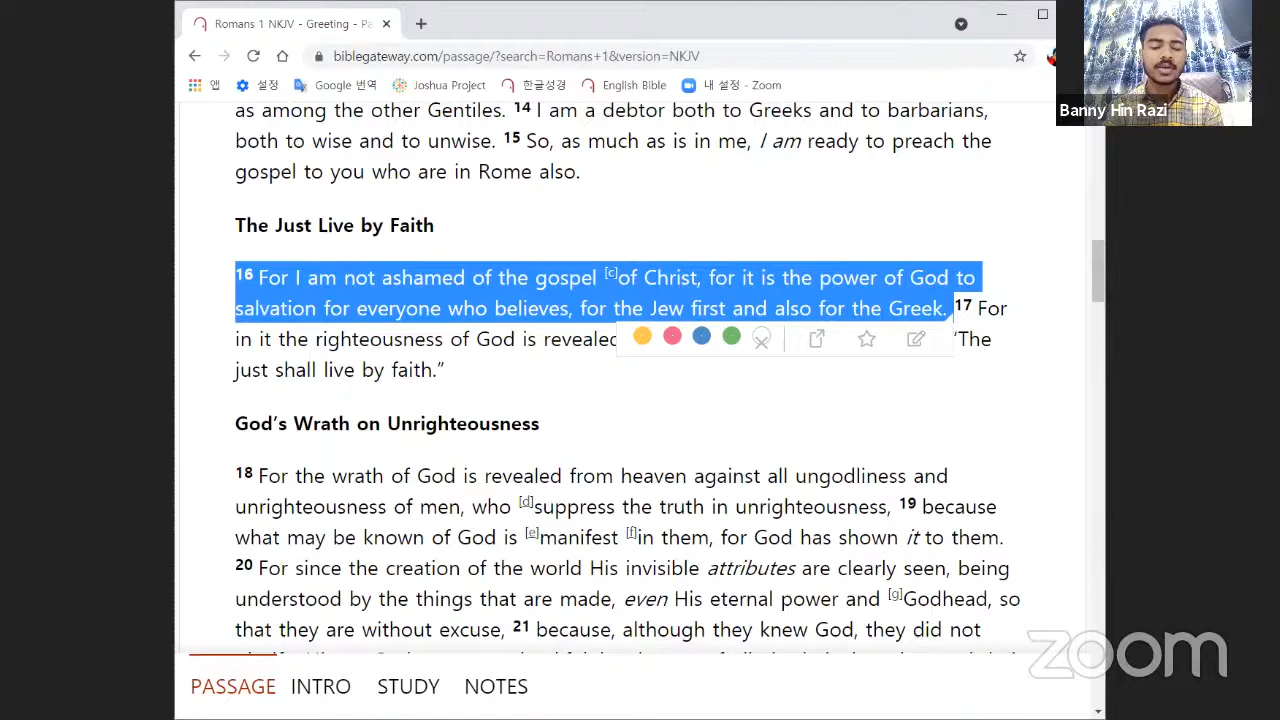 Romans 1 NKJV - Greeting - Pa
biblegateway.com/passage/?search=Romans+1&version=NKJV
앱 설정 Google 번역 Joshua Project 한글성경 English Bible 내 설정 - Zoom
Banny Hin Razi
as among the other Gentiles. 14 I am a debtor both to Greeks and to barbarians,
both to wise and to unwise. 15 So, as much as is in me, I am ready to preach the
gospel to you who are in Rome also.
The Just Live by Faith
16 For I am not ashamed of the gospel [c]of Christ, for it is the power of God to
salvation for everyone who believes, for the Jew first and also for the Greek. 17 For
in it the righteousness of God is revealed “The
just shall live by faith.”
God’s Wrath on Unrighteousness
18 For the wrath of God is revealed from heaven against all ungodliness and
unrighteousness of men, who [d]suppress the truth in unrighteousness, 19 because
what may be known of God is [e]manifest [f]in them, for God has shown it to them.
20 For since the creation of the world His invisible attributes are clearly seen, being
understood by the things that are made, even His eternal power and [g]Godhead, so
that they are without excuse, 21 because, although they knew God, they did not
PASSAGE INTRO STUDY NOTES
zoom